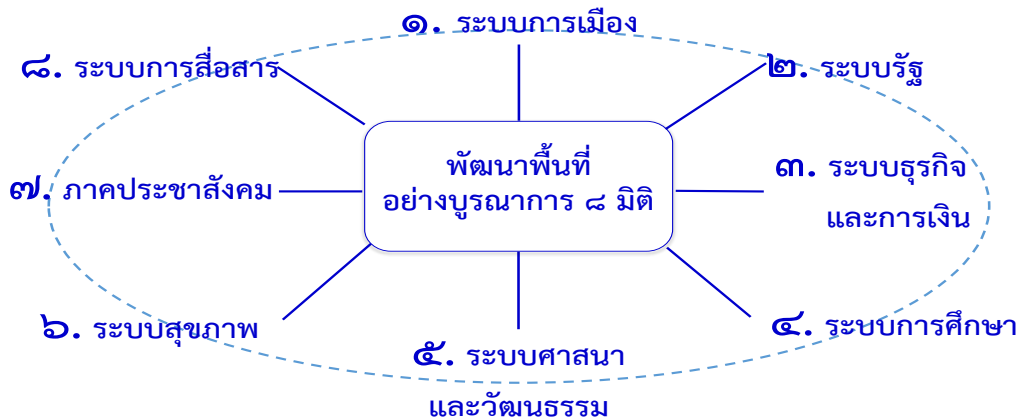 พัฒนาพื้นที่
อย่างบูรณาการ ๘ มิติ
๑. ระบบการเมือง
๒. ระบบรัฐ
๓. ระบบธุรกิจ
และการเงิน
๔. ระบบการศึกษา
๕. ระบบศาสนา
และวัฒนธรรม
๖. ระบบสุขภาพ
๗. ภาคประชาสังคม
๘. ระบบการสื่อสาร